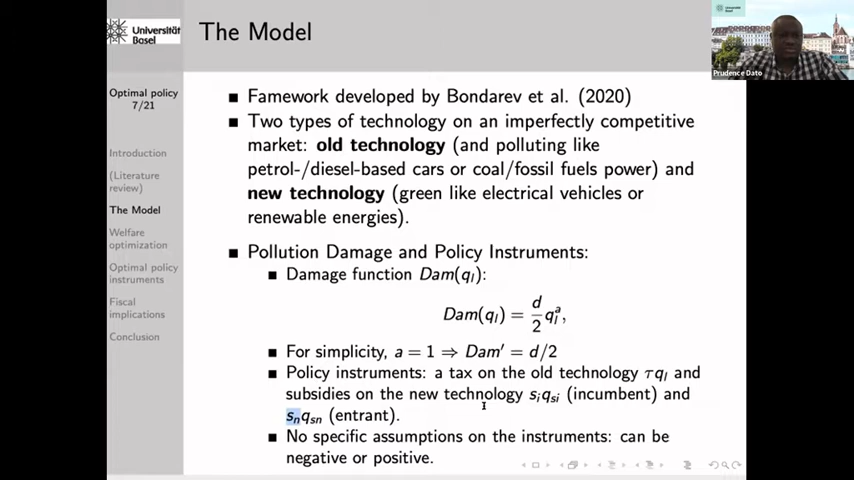 Universität
Basel
The Model
Prudence Dato
Optimal policy
7/21
Introduction
(Literature
review)
The Model
Welfare
optimization
Optimal policy
instruments
Fiscal
implications
Conclusion
Famework developed by Bondarev et al. (2020)
Two types of technology on an imperfectly competitive
market: old technology (and polluting like
petrol-/diesel-based cars or coal/fossil fuels power) and
new technology (green like electrical vehicles or
renewable energies).
Pollution Damage and Policy Instruments:
Damage function Dam(q_l):
Dam(q_l) = d/2 q_l^a,
For simplicity, a = 1 ⇒ Dam′ = d/2
Policy instruments: a tax on the old technology τq_l and
subsidies on the new technology s_i q_si (incumbent) and
s_n q_sn (entrant).
No specific assumptions on the instruments: can be
negative or positive.